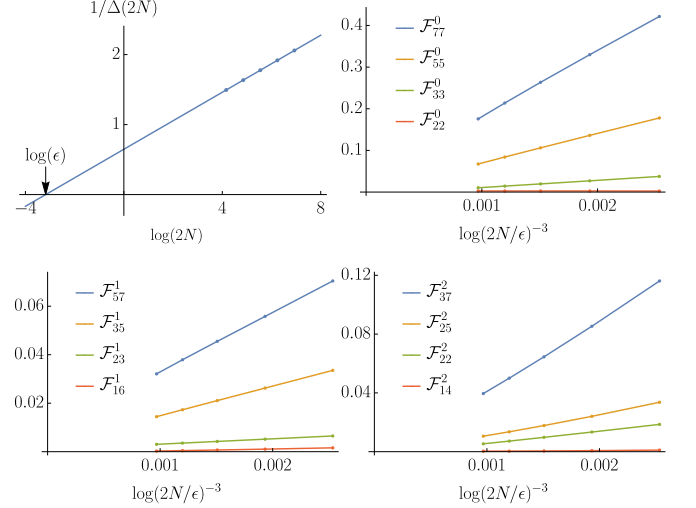 1/Δ(2N)
2
1
log(ϵ)
−4
4
8
log(2N)
0.4
0.3
0.2
0.1
ℱ⁰₇₇
ℱ⁰₅₅
ℱ⁰₃₃
ℱ⁰₂₂
0.001
0.002
log(2N/ϵ)⁻³
0.06
0.04
0.02
ℱ¹₅₇
ℱ¹₃₅
ℱ¹₂₃
ℱ¹₁₆
0.001
0.002
log(2N/ϵ)⁻³
0.12
0.08
0.04
ℱ²₃₇
ℱ²₂₅
ℱ²₂₂
ℱ²₁₄
0.001
0.002
log(2N/ϵ)⁻³